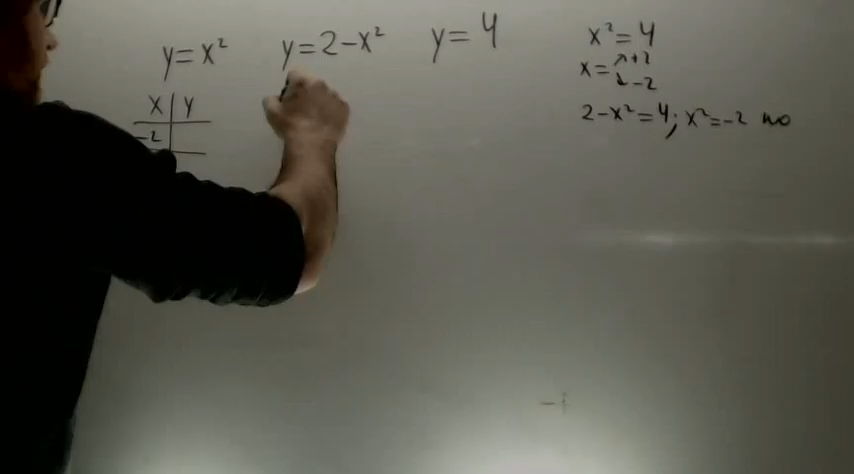 y=x² y=2-x² y=4
x²=4
x= +2
-2
2-x²=4; x²=-2 no
x y
-2